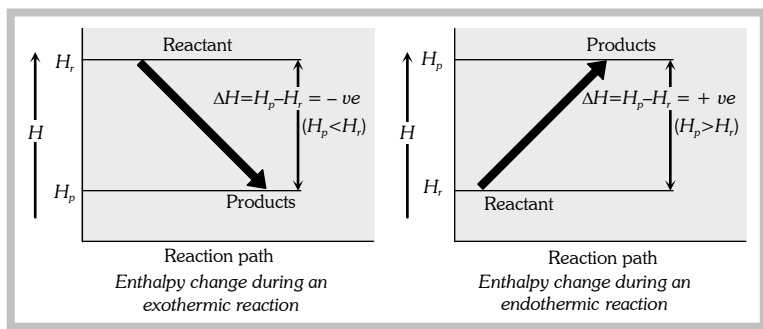 Reactant
H_r
ΔH=H_p–H_r = – ve
(H_p<H_r)
H
H_p
Products
Reaction path
Enthalpy change during an
exothermic reaction
Products
H_p
ΔH=H_p–H_r = + ve
(H_p>H_r)
H
H_r
Reactant
Reaction path
Enthalpy change during an
endothermic reaction